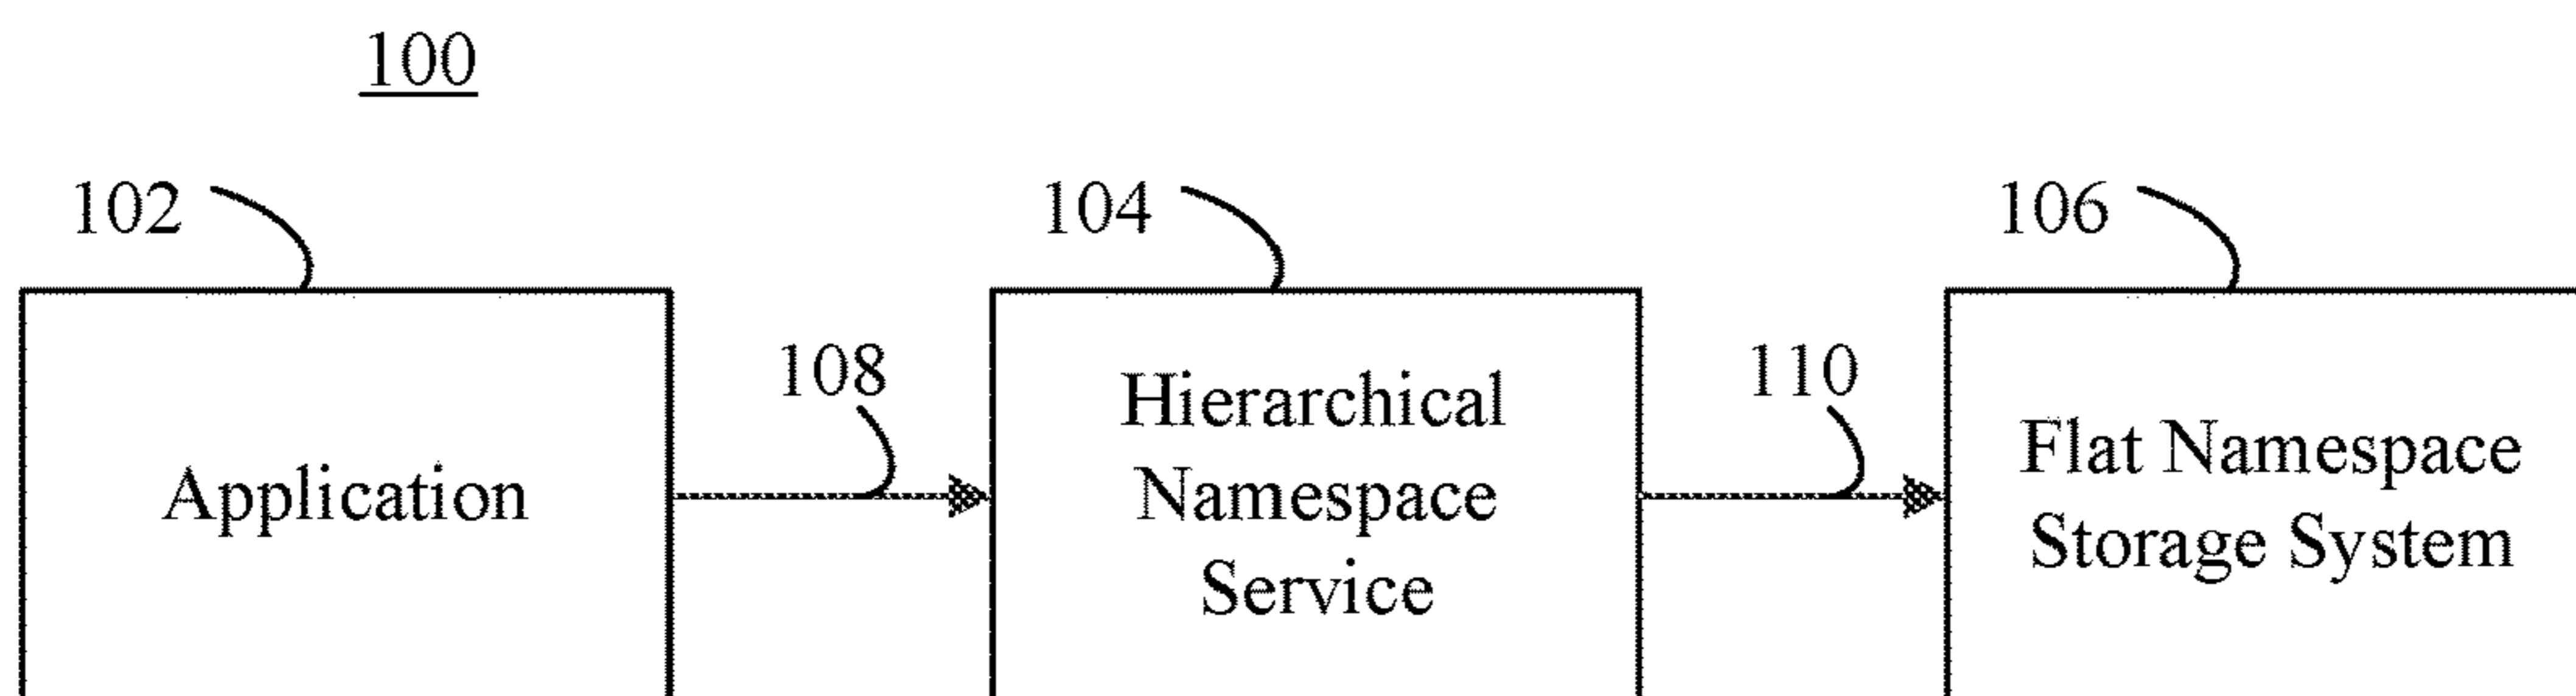 100
102
104
106
108
110
Application
Hierarchical
Namespace
Service
Flat Namespace
Storage System